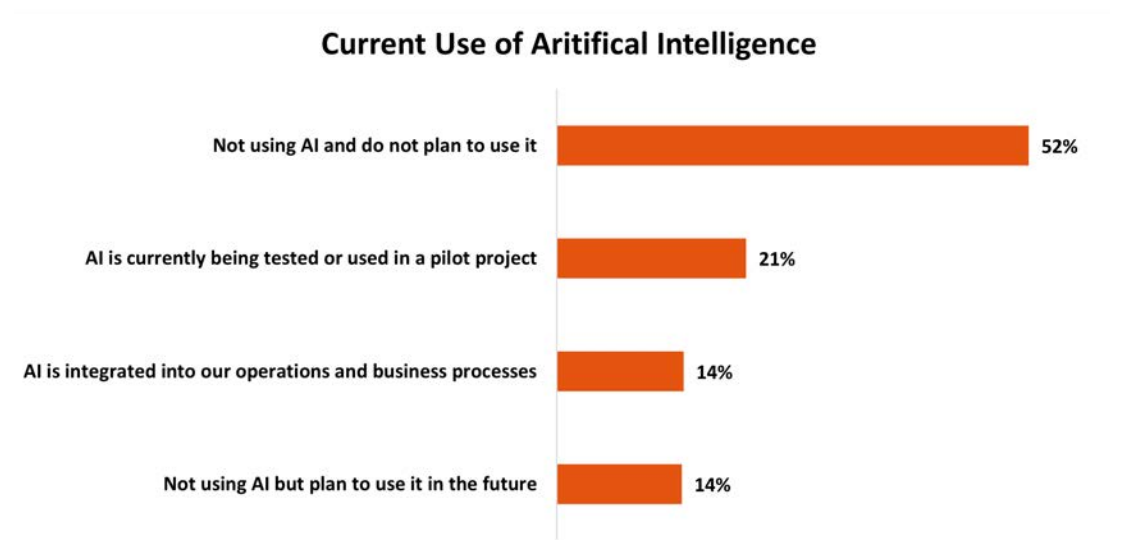 Current Use of Aritifical Intelligence
Not using AI and do not plan to use it 52%
AI is currently being tested or used in a pilot project 21%
AI is integrated into our operations and business processes 14%
Not using AI but plan to use it in the future 14%